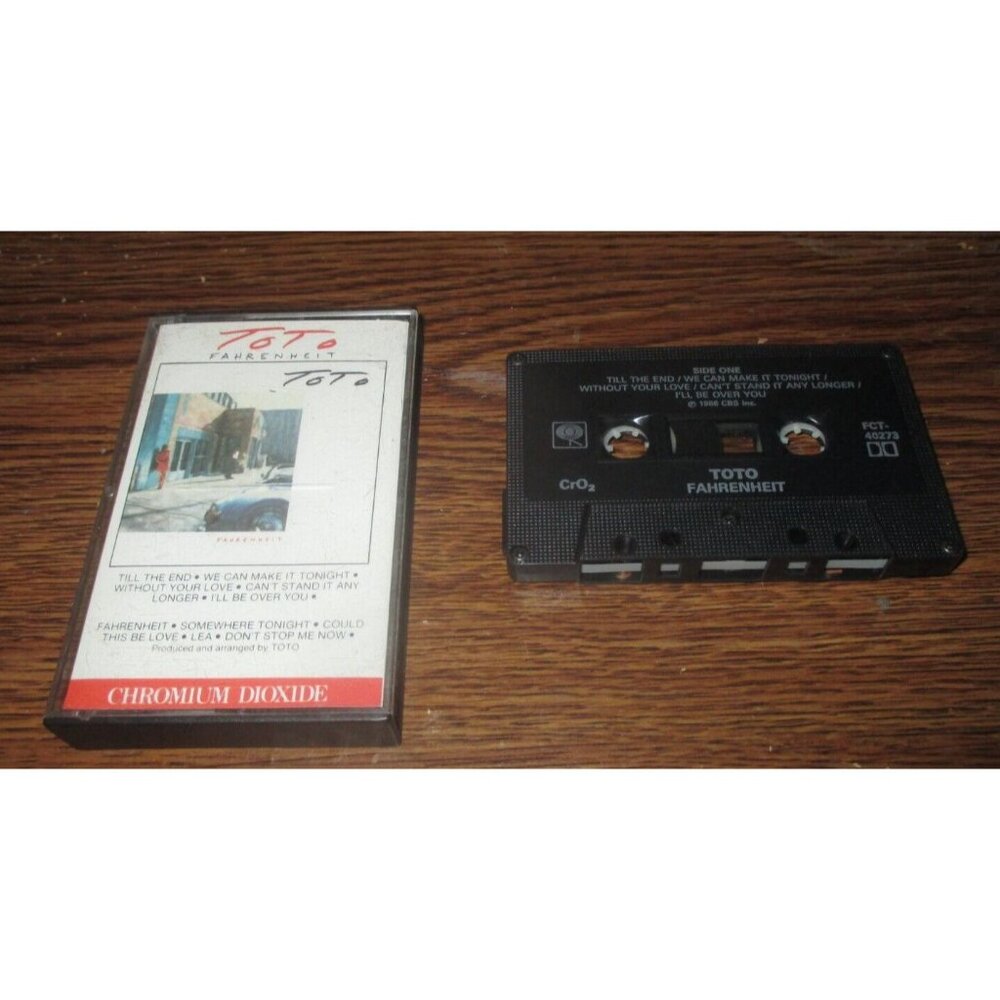 TOTO
FAHRENHEIT
TOTO
FAHRENHEIT
TILL THE END • WE CAN MAKE IT TONIGHT •
WITHOUT YOUR LOVE • CAN'T STAND IT ANY
LONGER • I'LL BE OVER YOU •
FAHRENHEIT • SOMEWHERE TONIGHT • COULD
THIS BE LOVE • LEA • DON'T STOP ME NOW •
Produced and arranged by TOTO
CHROMIUM DIOXIDE
SIDE ONE
TILL THE END / WE CAN MAKE IT TONIGHT /
WITHOUT YOUR LOVE / CAN'T STAND IT ANY LONGER /
I'LL BE OVER YOU
℗ 1986 CBS Inc.
FCT-
40273
CrO₂
TOTO
FAHRENHEIT